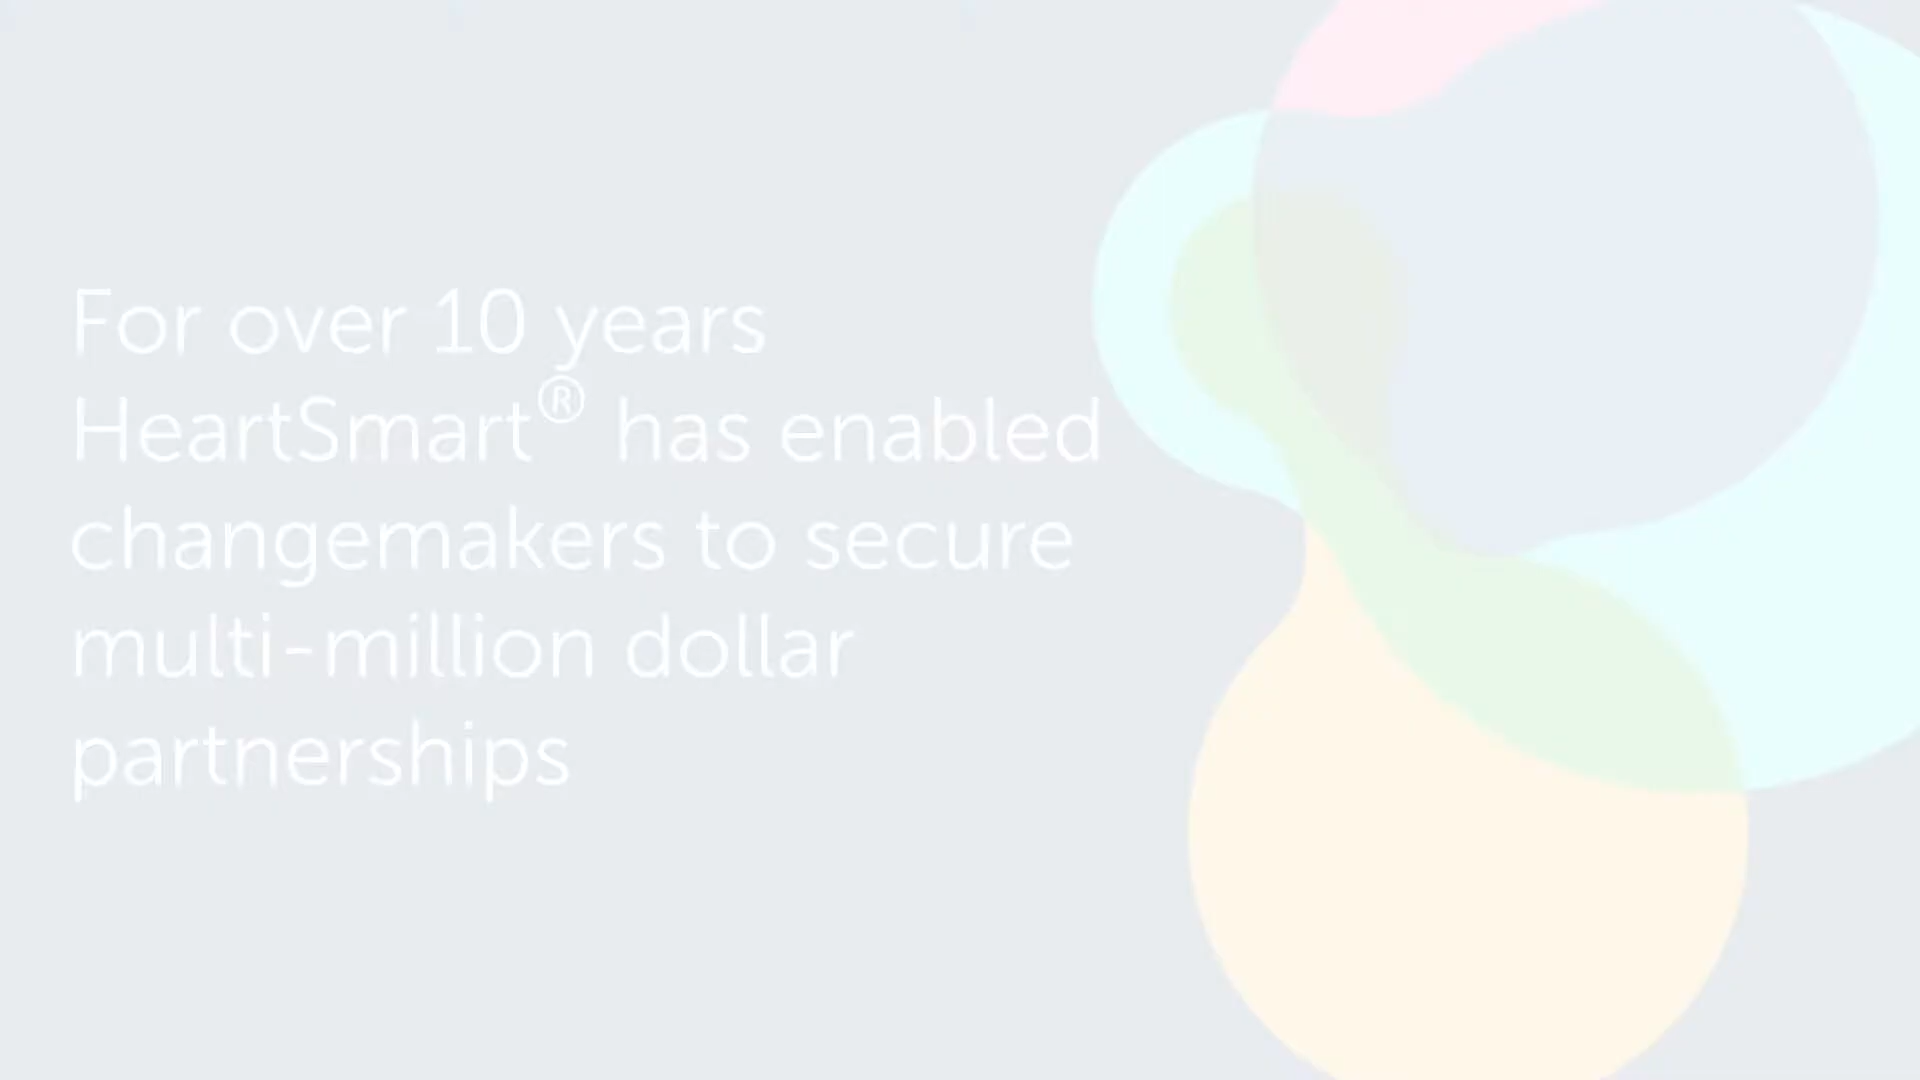 For over 10 years
HeartSmart® has enabled
changemakers to secure
multi-million dollar
partnerships